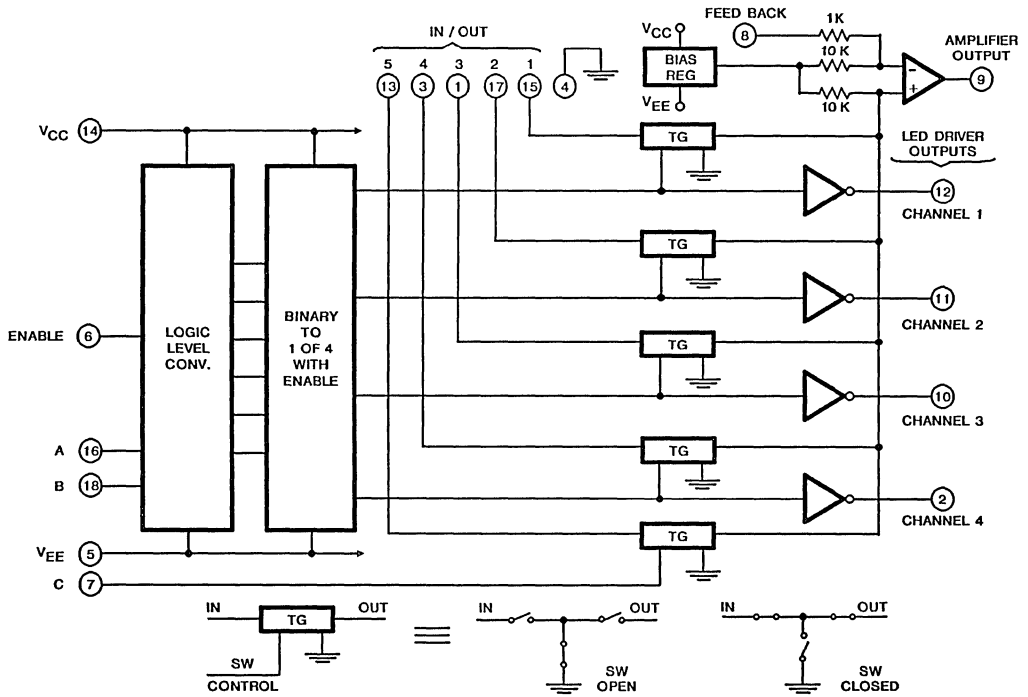 FEED BACK
8
1K
IN / OUT
VCC
10 K
AMPLIFIER
OUTPUT
5 4 3 2 1
BIAS
REG
−
+
9
13 3 1 17 15 4
10 K
VEE
VCC 14
TG
LED DRIVER
OUTPUTS
12
CHANNEL 1
TG
11
CHANNEL 2
ENABLE 6
LOGIC
LEVEL
CONV.
BINARY
TO
1 OF 4
WITH
ENABLE
TG
10
CHANNEL 3
A 16
TG
B 18
2
CHANNEL 4
TG
VEE 5
C 7
IN
TG
OUT
SW
CONTROL
IN
OUT
SW
OPEN
IN
OUT
SW
CLOSED